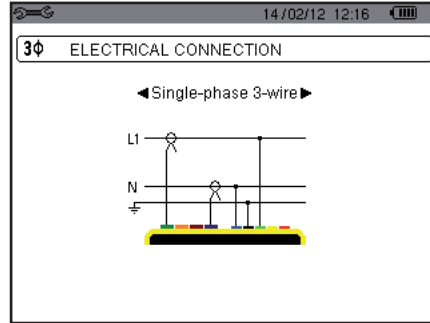 14/02/12 12:16
3Φ ELECTRICAL CONNECTION
◄Single-phase 3-wire►
L1
N